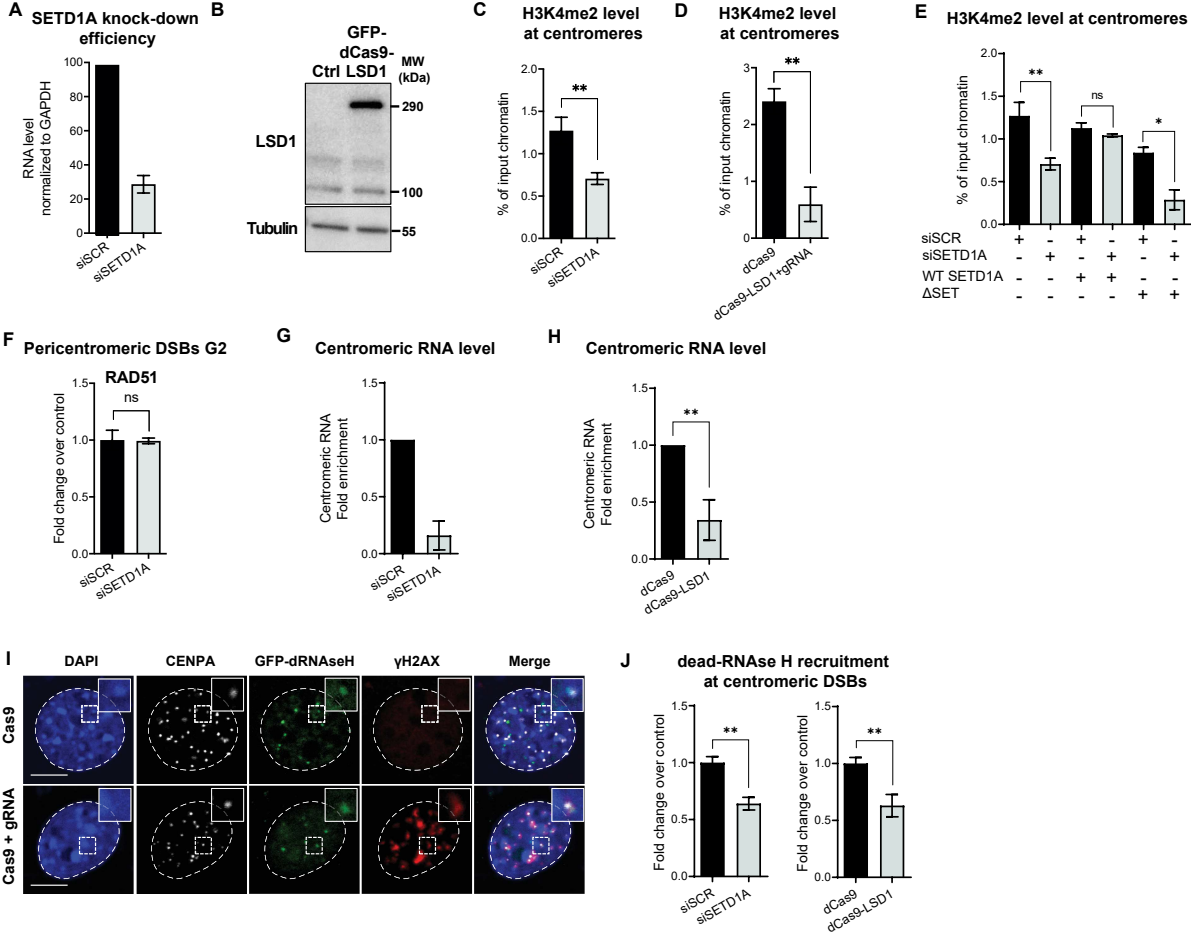 A
SETD1A knock-down
efficiency
RNA level
normalized to GAPDH
100
80
60
40
20
0
siSCR
siSETD1A
B
GFP-
dCas9-
Ctrl LSD1
MW
(kDa)
LSD1
290
100
Tubulin
55
C
H3K4me2 level
at centromeres
% of input chromatin
2.0
1.5
1.0
0.5
0.0
**
siSCR
siSETD1A
D
H3K4me2 level
at centromeres
% of input chromatin
3
2
1
0
**
dCas9
dCas9-LSD1+gRNA
E
H3K4me2 level at centromeres
% of input chromatin
2.0
1.5
1.0
0.5
0.0
**
ns
*
siSCR + - + - + -
siSETD1A - + - + - +
WT SETD1A - - + + - -
ΔSET - - - - + +
F
Pericentromeric DSBs G2
RAD51
Fold change over control
1.5
1.0
0.5
0.0
ns
siSCR
siSETD1A
G
Centromeric RNA level
Centromeric RNA
Fold enrichment
1.5
1.0
0.5
0.0
siSCR
siSETD1A
H
Centromeric RNA level
Centromeric RNA
Fold enrichment
1.5
1.0
0.5
0.0
**
dCas9
dCas9-LSD1
I
DAPI CENPA GFP-dRNAseH γH2AX Merge
Cas9
Cas9 + gRNA
J
dead-RNAse H recruitment
at centromeric DSBs
Fold change over control
1.5
1.0
0.5
0.0
**
siSCR
siSETD1A
Fold change over control
1.5
1.0
0.5
0.0
**
dCas9
dCas9-LSD1